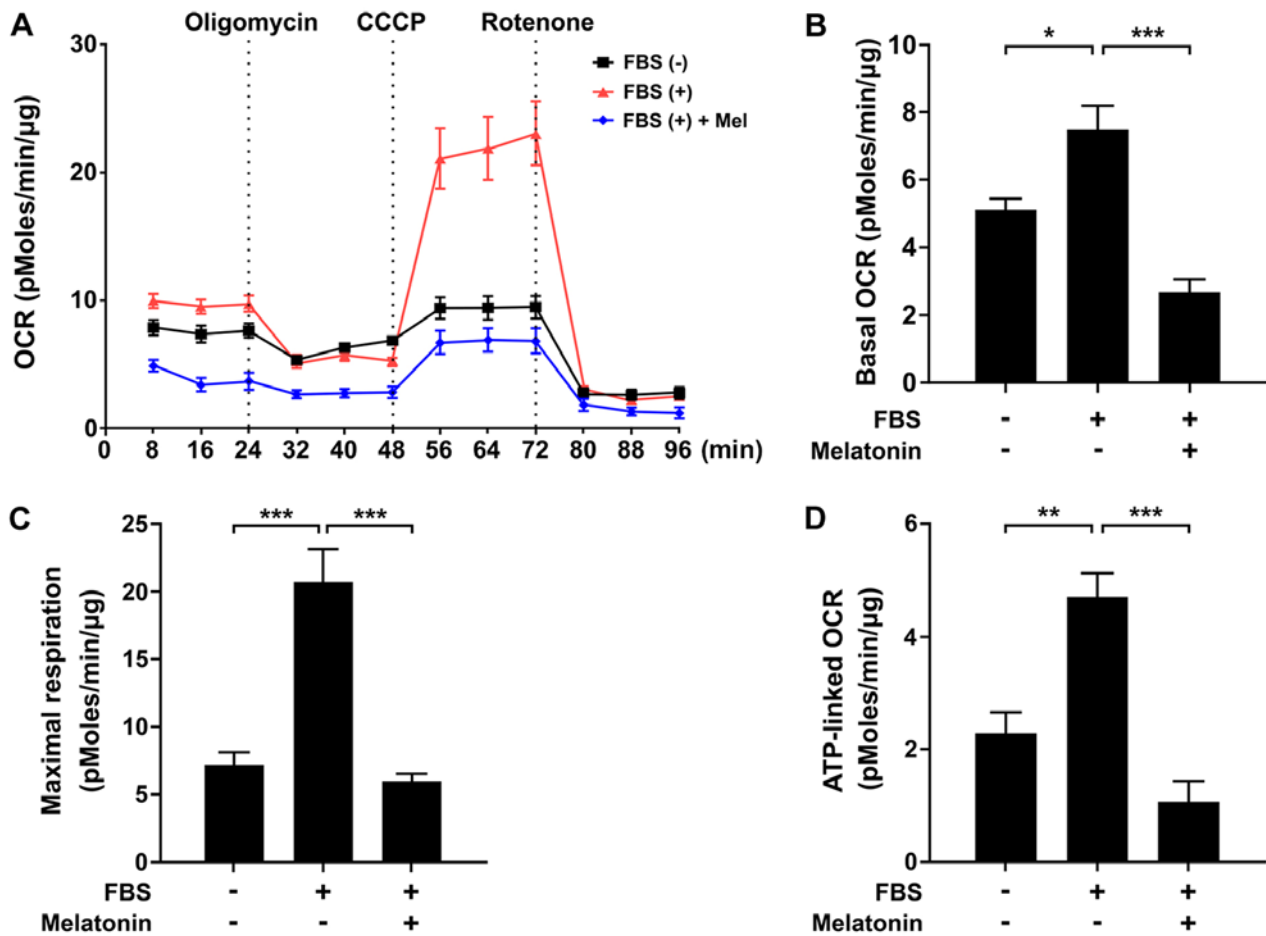 A
Oligomycin CCCP Rotenone
FBS (-)
FBS (+)
FBS (+) + Mel
OCR (pMoles/min/µg)
30
20
10
0
0 8 16 24 32 40 48 56 64 72 80 88 96 (min)
B
* ***
Basal OCR (pMoles/min/µg)
10
8
6
4
2
0
FBS - + +
Melatonin - - +
C
*** ***
Maximal respiration
(pMoles/min/µg)
25
20
15
10
5
0
FBS - + +
Melatonin - - +
D
** ***
ATP-linked OCR
(pMoles/min/µg)
6
4
2
0
FBS - + +
Melatonin - - +